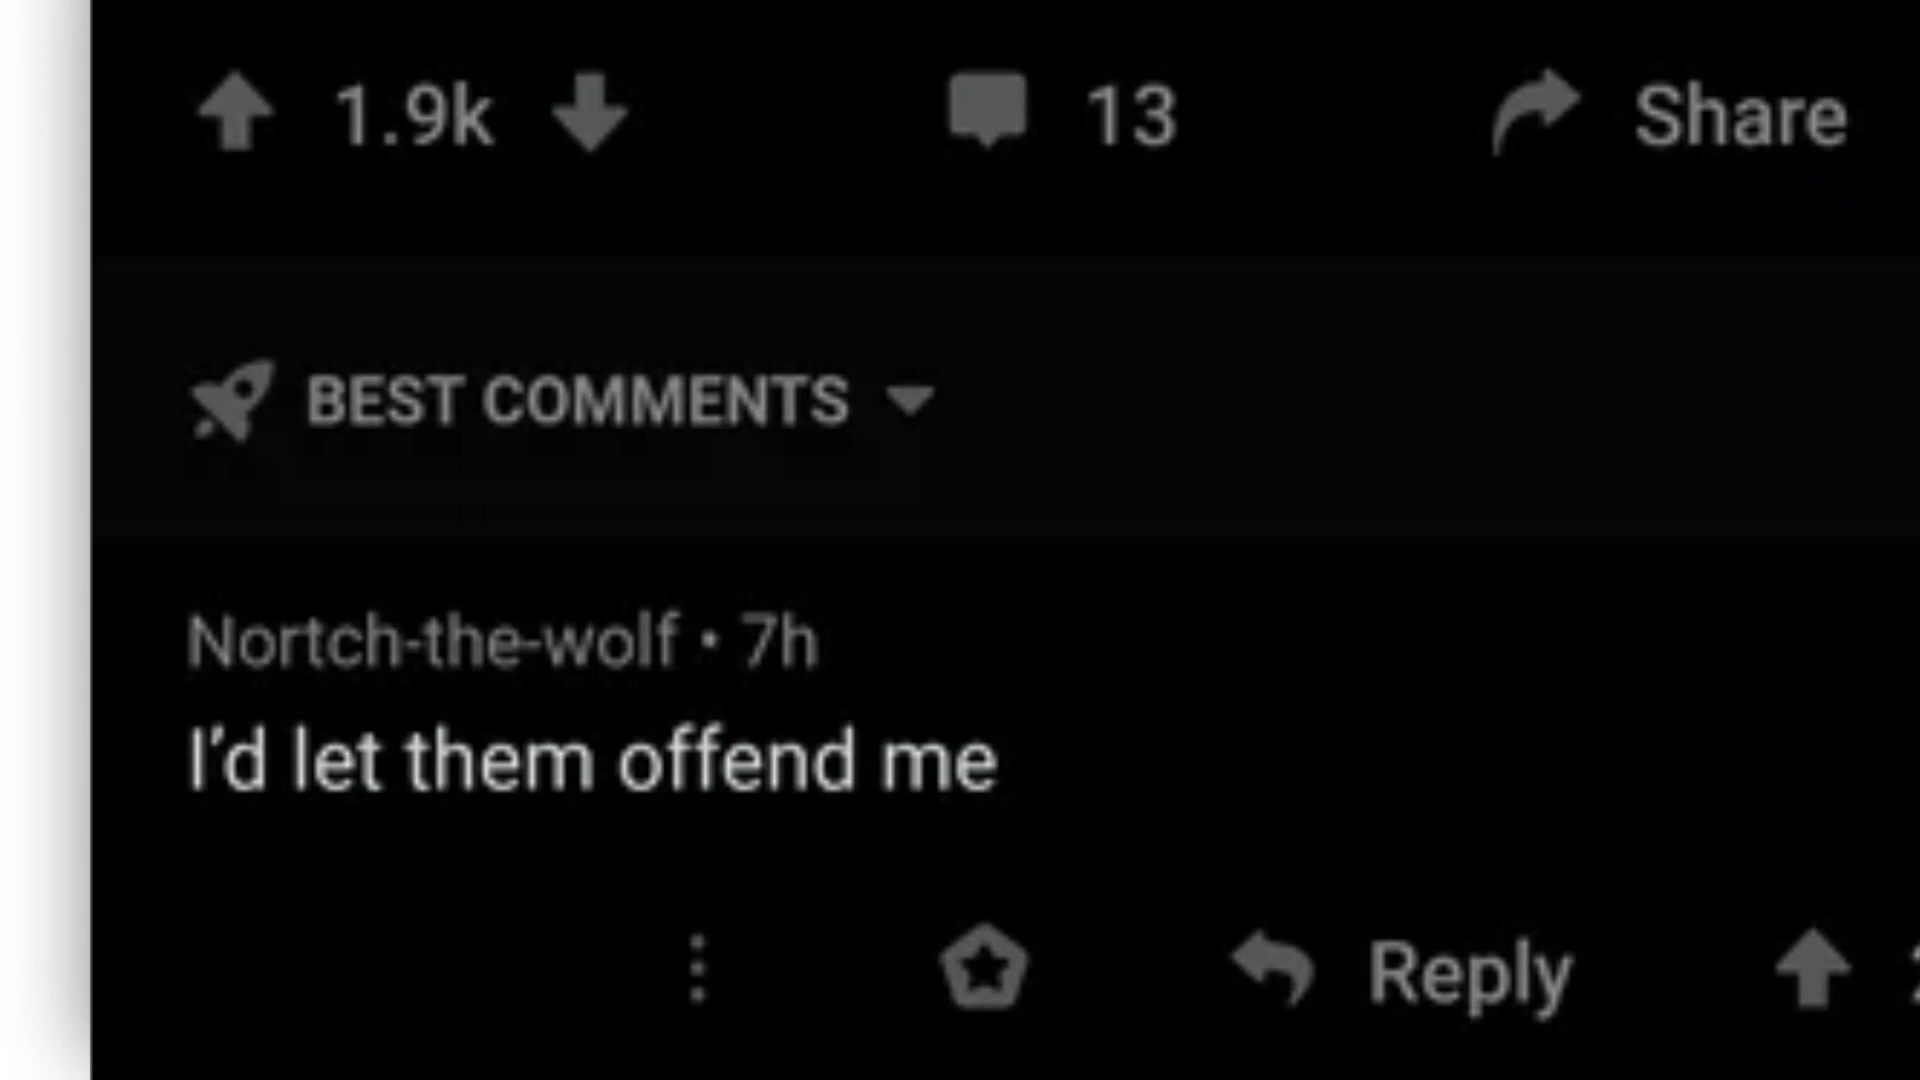 1.9k 13 Share
BEST COMMENTS
Nortch-the-wolf • 7h
I'd let them offend me
Reply